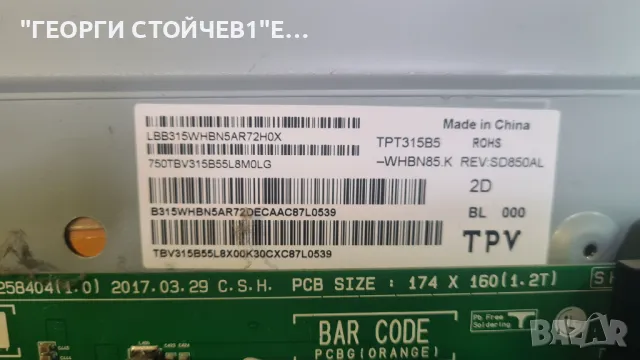 "ГЕОРГИ СТОЙЧЕВ1"Е...
LBB315WHBN5AR72H0X
Made in China
TPT315B5 ROHS
750TBV315B55L8M0LG
-WHBN85.K REV:SD850AL
2D
B315WHBN5AR72DECAAC87L0539
BL 000
TPV
TBV315B55L8X00K30CXC87L0539
25B404(1.0) 2017.03.29 C.S.H. PCB SIZE : 174 X 160(1.2T)
Pb Free
Soldering
BAR CODE
PCBG(ORANGE)
bazar